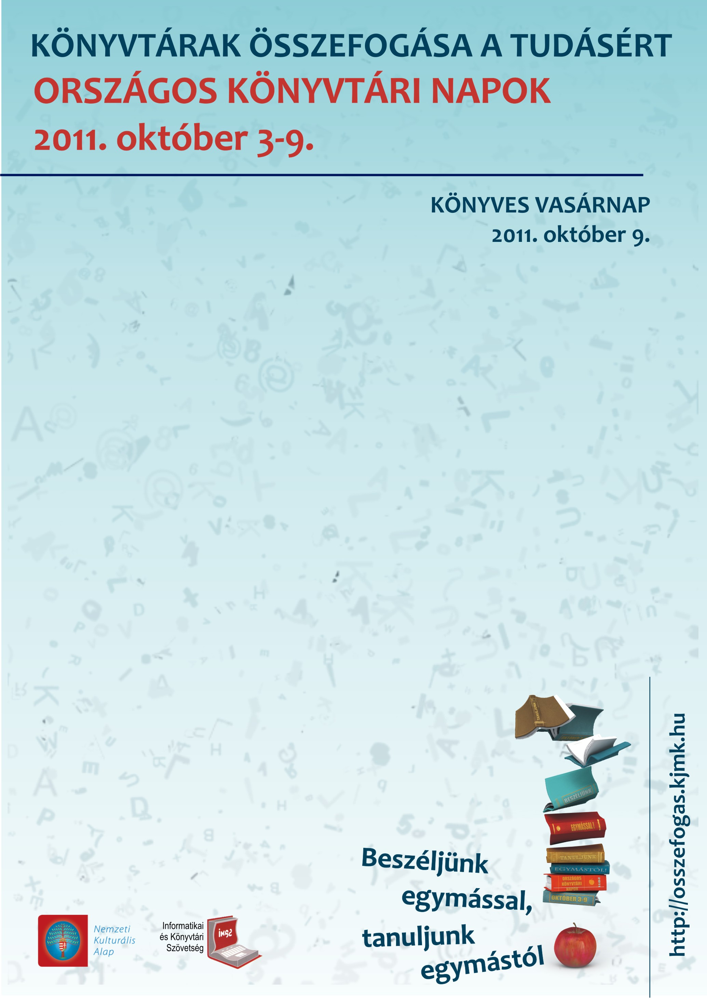 KÖNYVTÁRAK ÖSSZEFOGÁSA A TUDÁSÉRT
ORSZÁGOS KÖNYVTÁRI NAPOK
2011. október 3-9.
KÖNYVES VASÁRNAP
2011. október 9.
TANULJUNK
BESZÉLJÜNK
EGYMÁSSAL!
TANULJUNK
EGYMÁSTÓL!
ORSZÁGOS
KÖNYVTÁRI
NAPOK
2011
OKTÓBER 3-9
Beszéljünk
egymással,
tanuljunk
egymástól
http://osszefogas.kjmk.hu
Nemzeti
Kulturális
Alap
Informatikai
és Könyvtári
Szövetség
iksz